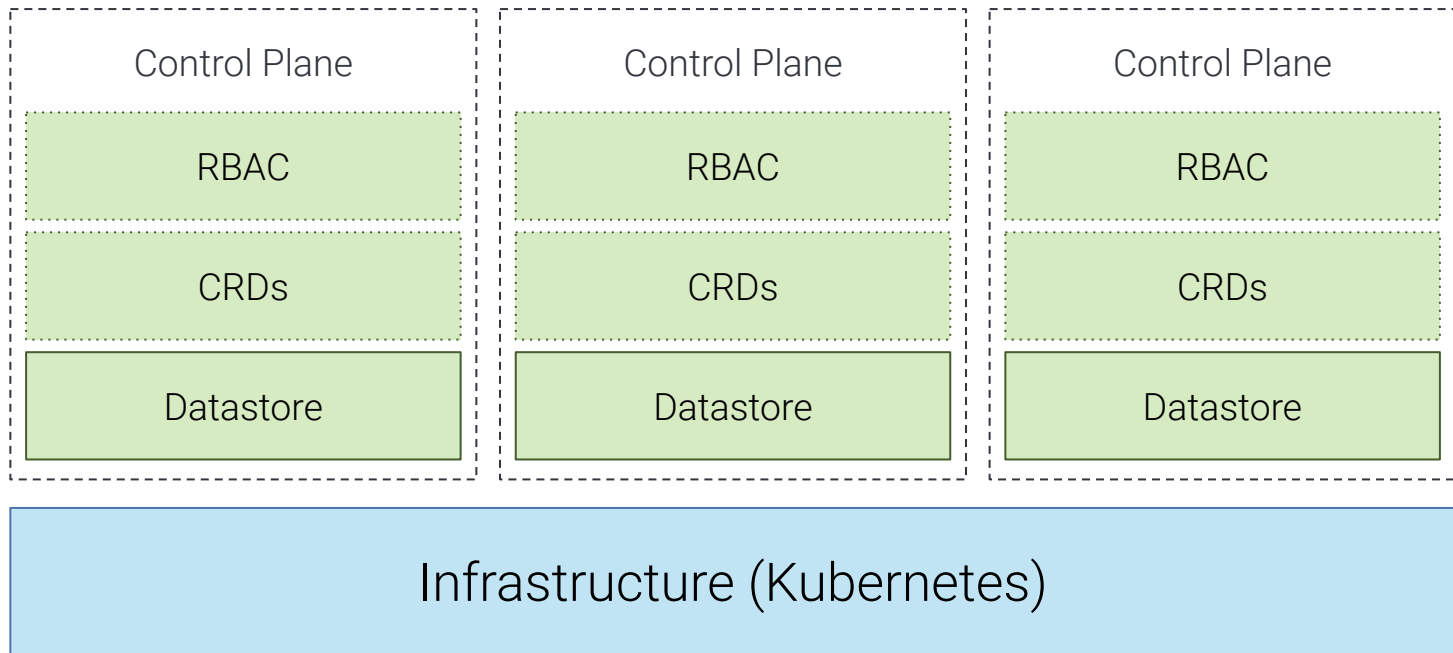 Control Plane
RBAC
CRDs
Datastore
Control Plane
RBAC
CRDs
Datastore
Control Plane
RBAC
CRDs
Datastore
Infrastructure (Kubernetes)